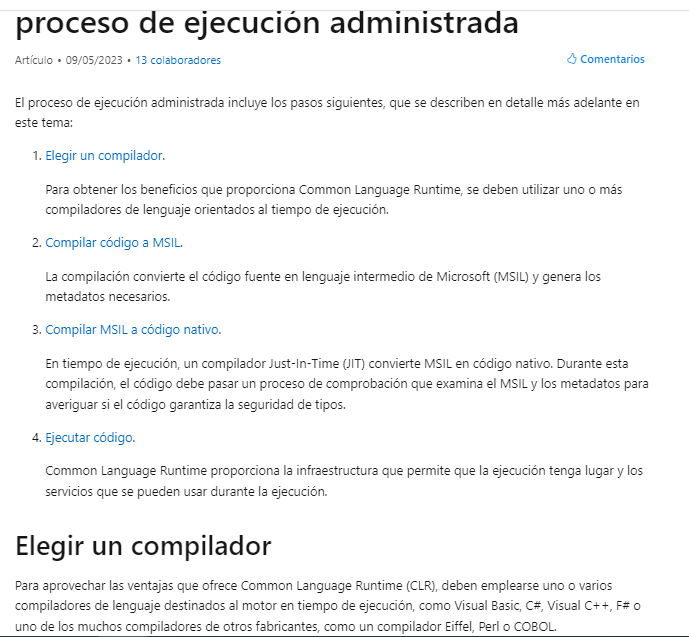 proceso de ejecución administrada
Artículo • 09/05/2023 • 13 colaboradores
Comentarios
El proceso de ejecución administrada incluye los pasos siguientes, que se describen en detalle más adelante en
este tema:
1. Elegir un compilador.
Para obtener los beneficios que proporciona Common Language Runtime, se deben utilizar uno o más
compiladores de lenguaje orientados al tiempo de ejecución.
2. Compilar código a MSIL.
La compilación convierte el código fuente en lenguaje intermedio de Microsoft (MSIL) y genera los
metadatos necesarios.
3. Compilar MSIL a código nativo.
En tiempo de ejecución, un compilador Just-In-Time (JIT) convierte MSIL en código nativo. Durante esta
compilación, el código debe pasar un proceso de comprobación que examina el MSIL y los metadatos para
averiguar si el código garantiza la seguridad de tipos.
4. Ejecutar código.
Common Language Runtime proporciona la infraestructura que permite que la ejecución tenga lugar y los
servicios que se pueden usar durante la ejecución.
Elegir un compilador
Para aprovechar las ventajas que ofrece Common Language Runtime (CLR), deben emplearse uno o varios
compiladores de lenguaje destinados al motor en tiempo de ejecución, como Visual Basic, C#, Visual C++, F# o
uno de los muchos compiladores de otros fabricantes, como un compilador Eiffel, Perl o COBOL.